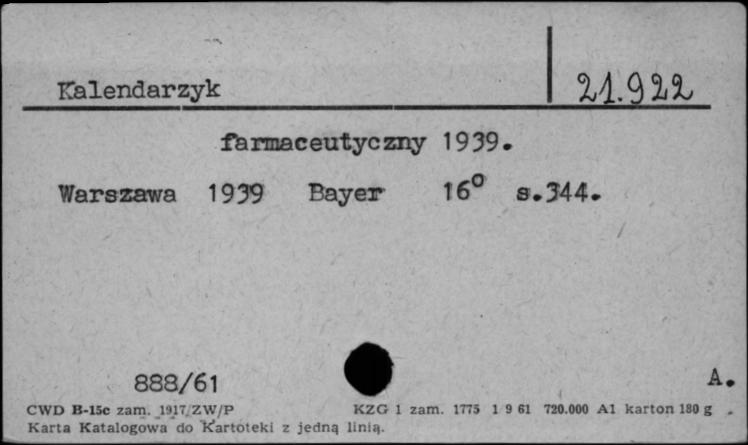 Kalendarzyk 21.922
farmaceutyczny 1939.
Warszawa 1939 Bayer 16° s.344.
888/61 A.
CWD B-15c zam. 1917/ZW/P KZG 1 zam. 1775 1 9 61 720.000 A1 karton 180 g
Karta Katalogowa do Kartoteki z jedną linią.